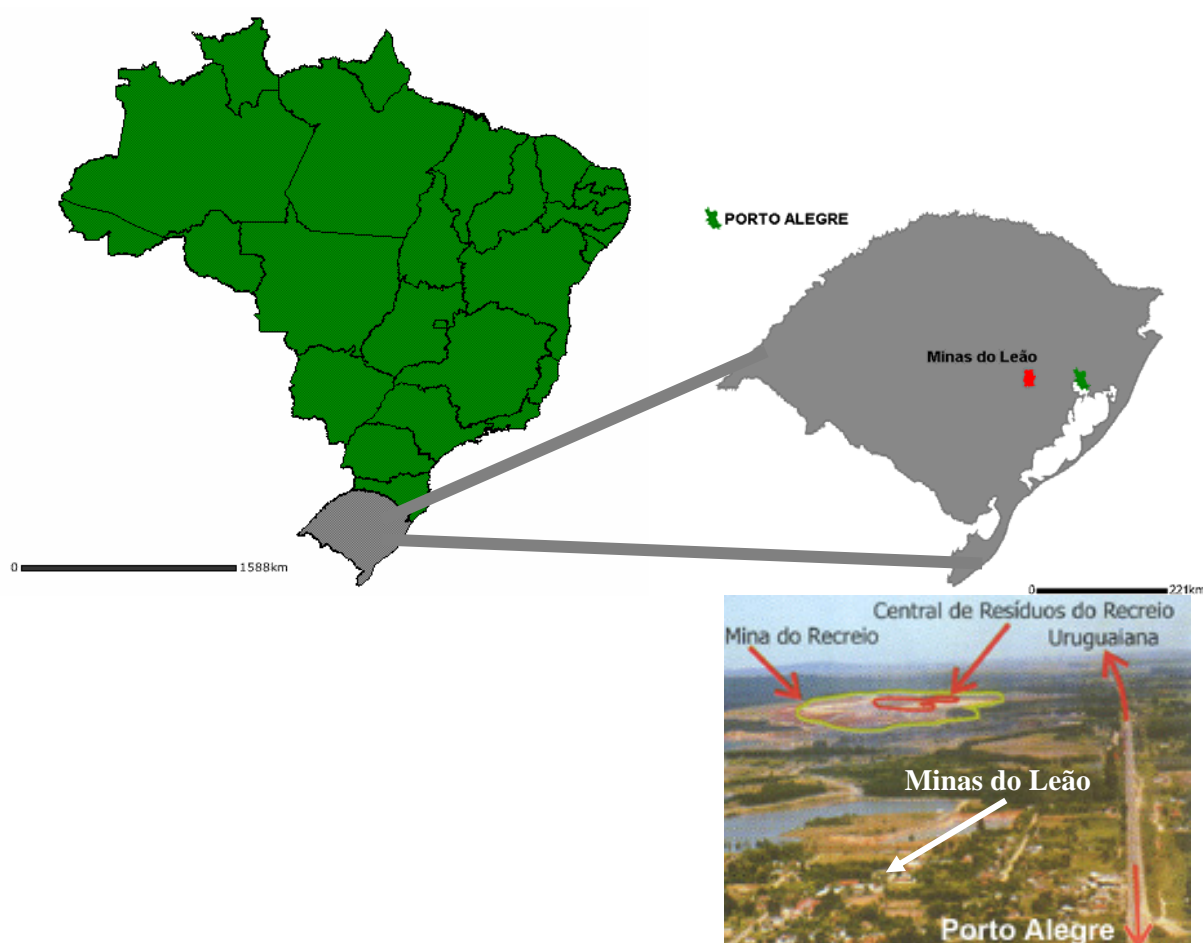 PORTO ALEGRE
Minas do Leão
0 1588km
0 221km
Central de Resíduos do Recreio
Mina do Recreio
Uruguaiana
Minas do Leão
Porto Alegre